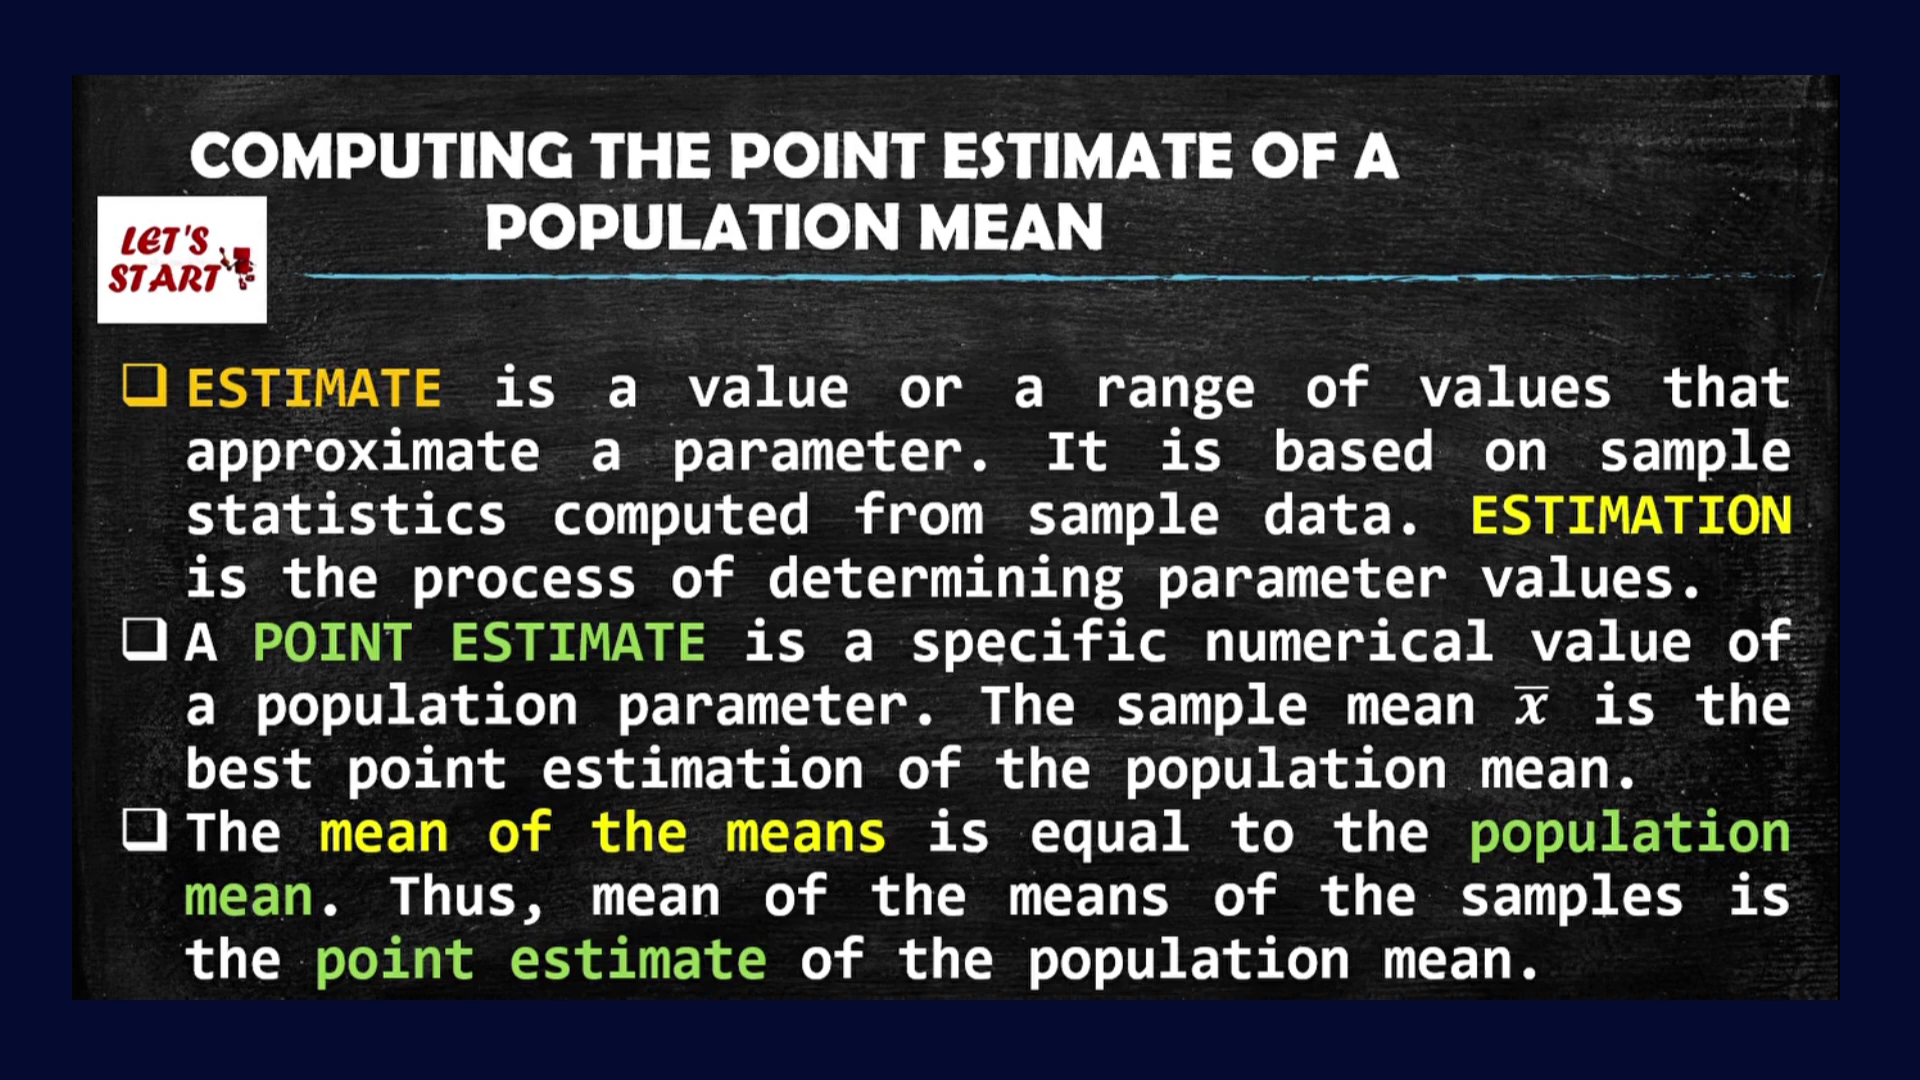 COMPUTING THE POINT ESTIMATE OF A
POPULATION MEAN
LET'S
START
ESTIMATE is a value or a range of values that
approximate a parameter. It is based on sample
statistics computed from sample data. ESTIMATION
is the process of determining parameter values.
A POINT ESTIMATE is a specific numerical value of
a population parameter. The sample mean x̅ is the
best point estimation of the population mean.
The mean of the means is equal to the population
mean. Thus, mean of the means of the samples is
the point estimate of the population mean.